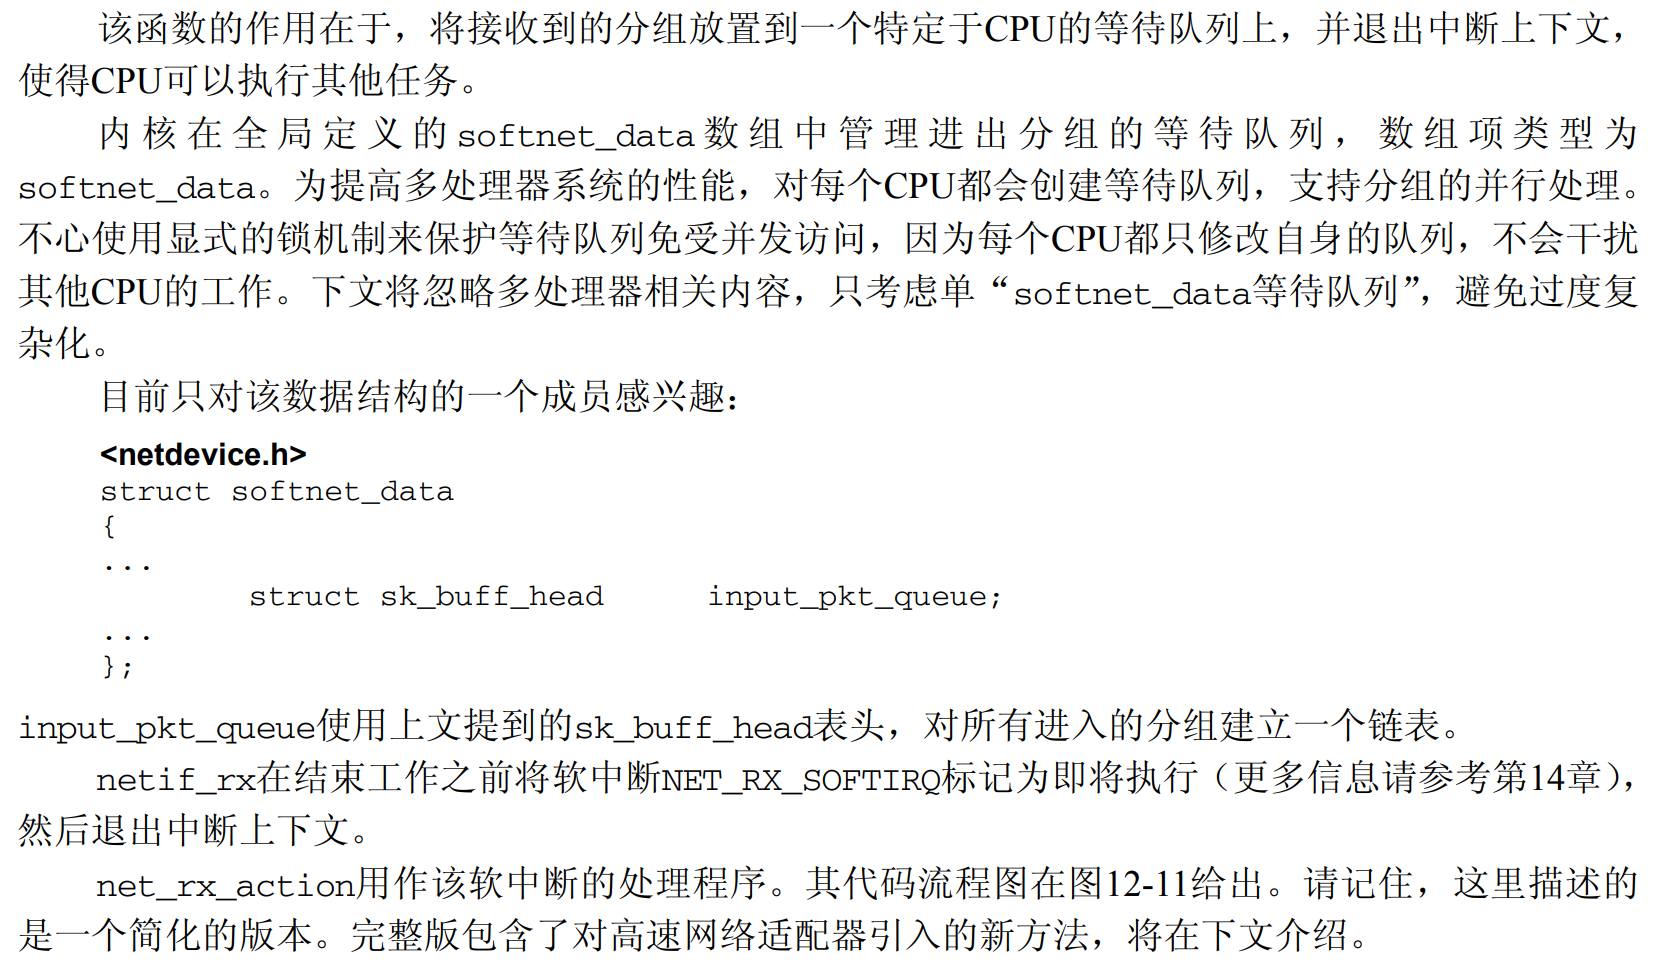 该函数的作用在于，将接收到的分组放置到一个特定于CPU的等待队列上，并退出中断上下文，
使得CPU可以执行其他任务。
内核在全局定义的softnet_data数组中管理进出分组的等待队列，数组项类型为
softnet_data。为提高多处理器系统的性能，对每个CPU都会创建等待队列，支持分组的并行处理。
不心使用显式的锁机制来保护等待队列免受并发访问，因为每个CPU都只修改自身的队列，不会干扰
其他CPU的工作。下文将忽略多处理器相关内容，只考虑单“softnet_data等待队列”，避免过度复
杂化。
目前只对该数据结构的一个成员感兴趣：
<netdevice.h>
struct softnet_data
{
...
struct sk_buff_head input_pkt_queue;
...
};
input_pkt_queue使用上文提到的sk_buff_head表头，对所有进入的分组建立一个链表。
netif_rx在结束工作之前将软中断NET_RX_SOFTIRQ标记为即将执行（更多信息请参考第14章），
然后退出中断上下文。
net_rx_action用作该软中断的处理程序。其代码流程图在图12-11给出。请记住，这里描述的
是一个简化的版本。完整版包含了对高速网络适配器引入的新方法，将在下文介绍。